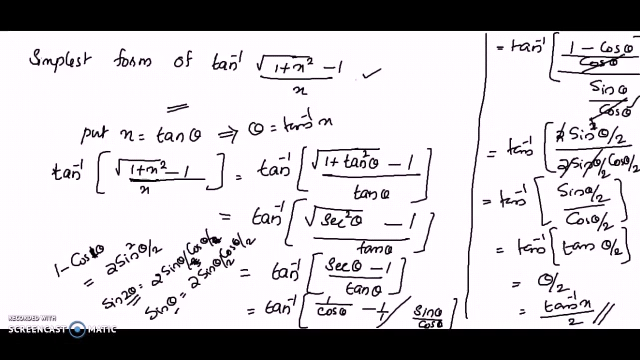 Simplest form of tan⁻¹ √(1+x²) −1 / x ✓
put x = tanθ ⇒ θ = tan⁻¹x
tan⁻¹ [ √(1+x²) −1 / x ] = tan⁻¹ [ √(1+tan²θ) − 1 / tanθ ]
= tan⁻¹ [ √(sec²θ) − 1 / tanθ ]
= tan⁻¹ [ secθ − 1 / tanθ ]
= tan⁻¹ [ 1/cosθ − 1 / sinθ/cosθ
1 − cosθ
= 2sin²θ/2
sin2θ = 2sinθ cosθ
sinθ = 2sinθ/2 cosθ/2
= tan⁻¹ [ 1 − cosθ / cosθ / sinθ / cosθ
= tan⁻¹ [ 2sin²θ/2 / 2sinθ/2 cosθ/2 ]
= tan⁻¹ [ sinθ/2 / cosθ/2 ]
= tan⁻¹ [ tan θ/2 ]
= θ/2
= tan⁻¹x / 2 //
RECORDED WITH
SCREENCAST MATIC